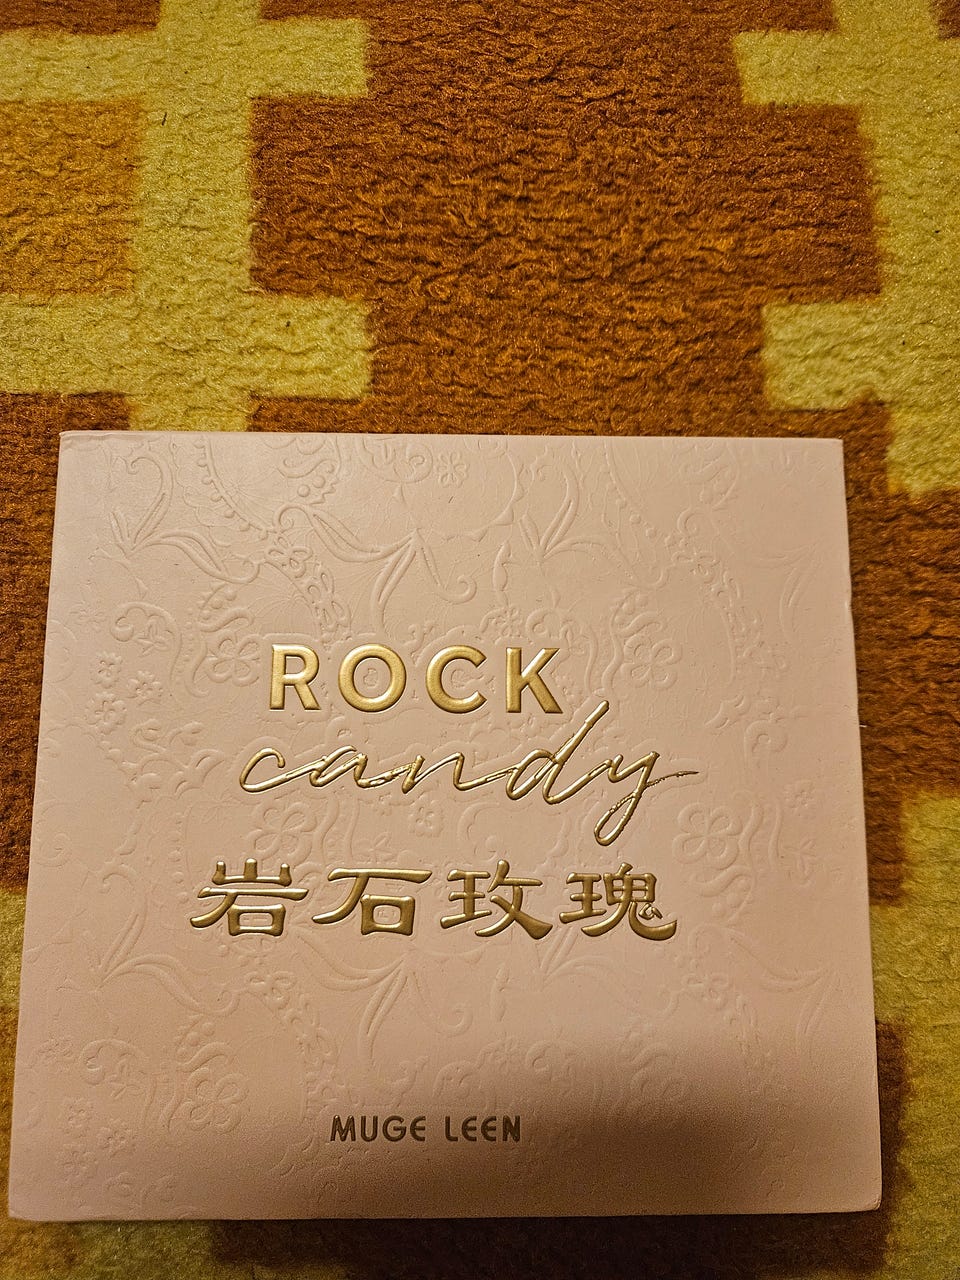 ROCK
candy
岩石玫瑰
MUGE LEEN